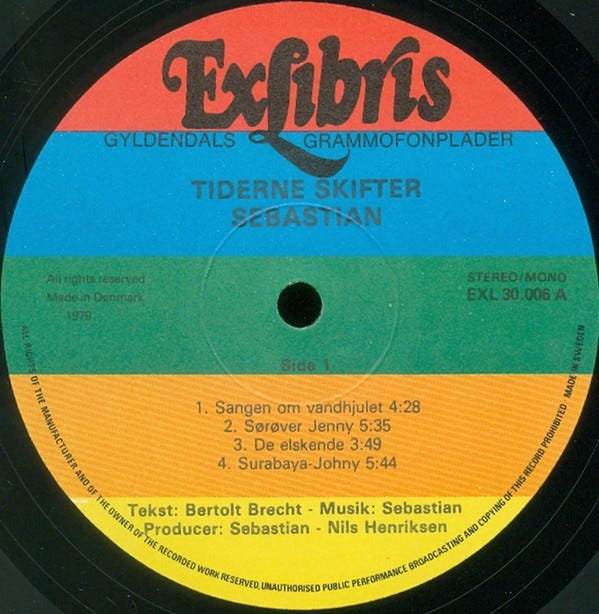 ExLibris
GYLDENDALS GRAMMOFONPLADER
TIDERNE SKIFTER
SEBASTIAN
All rights reserved
Made in Denmark
1979
STEREO/MONO
EXL 30.006 A
Side 1
1. Sangen om vandhjulet 4:28
2. Sørøver Jenny 5:35
3. De elskende 3:49
4. Surabaya-Johny 5:44
Tekst: Bertolt Brecht - Musik: Sebastian
Producer: Sebastian - Nils Henriksen
ALL RIGHTS OF THE MANUFACTURER AND OF THE OWNER OF THE RECORDED WORK RESERVED, UNAUTHORISED PUBLIC PERFORMANCE BROADCASTING AND COPYING OF THIS RECORD PROHIBITED · MADE IN SWEDEN